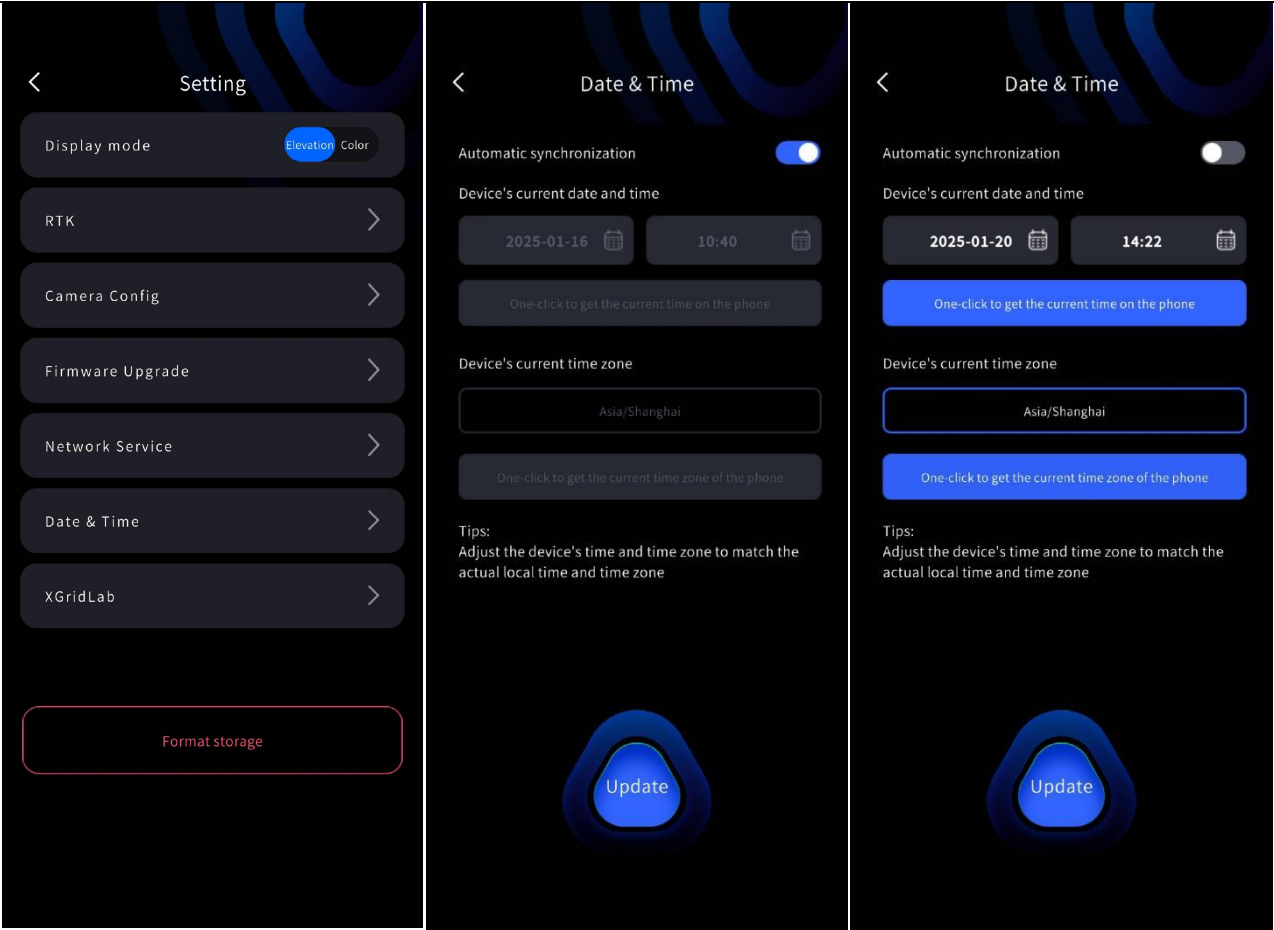 Setting
Display mode
Elevation Color
RTK
Camera Config
Firmware Upgrade
Network Service
Date & Time
XGridLab
Format storage
Date & Time
Automatic synchronization
Device's current date and time
2025-01-16 10:40
One-click to get the current time on the phone
Device's current time zone
Asia/Shanghai
One-click to get the current time zone of the phone
Tips:
Adjust the device's time and time zone to match the
actual local time and time zone
Update
Date & Time
Automatic synchronization
Device's current date and time
2025-01-20 14:22
One-click to get the current time on the phone
Device's current time zone
Asia/Shanghai
One-click to get the current time zone of the phone
Tips:
Adjust the device's time and time zone to match the
actual local time and time zone
Update